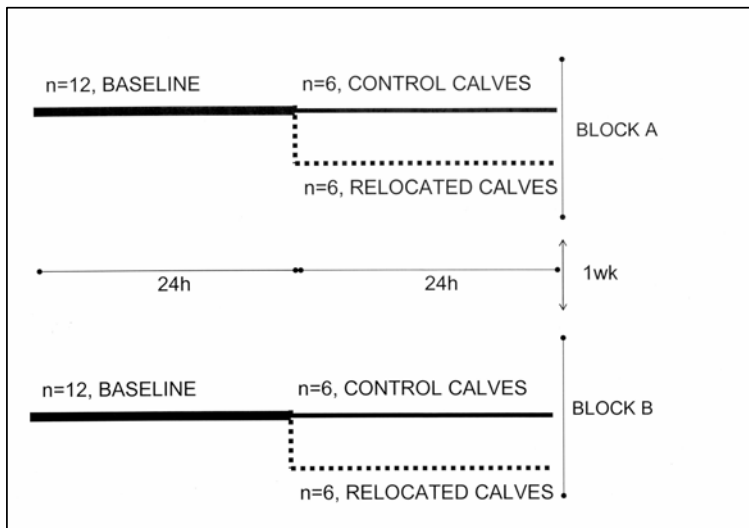 n=12, BASELINE
n=6, CONTROL CALVES
BLOCK A
n=6, RELOCATED CALVES
24h
24h
1wk
n=12, BASELINE
n=6, CONTROL CALVES
BLOCK B
n=6, RELOCATED CALVES